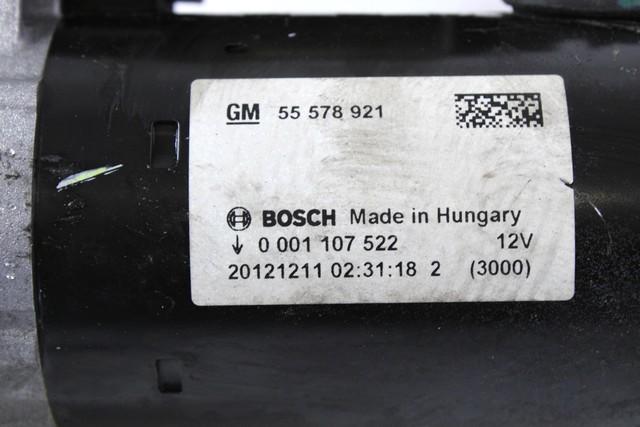 GM 55 578 921
BOSCH Made in Hungary
0 001 107 522 12V
20121211 02:31:18 2 (3000)